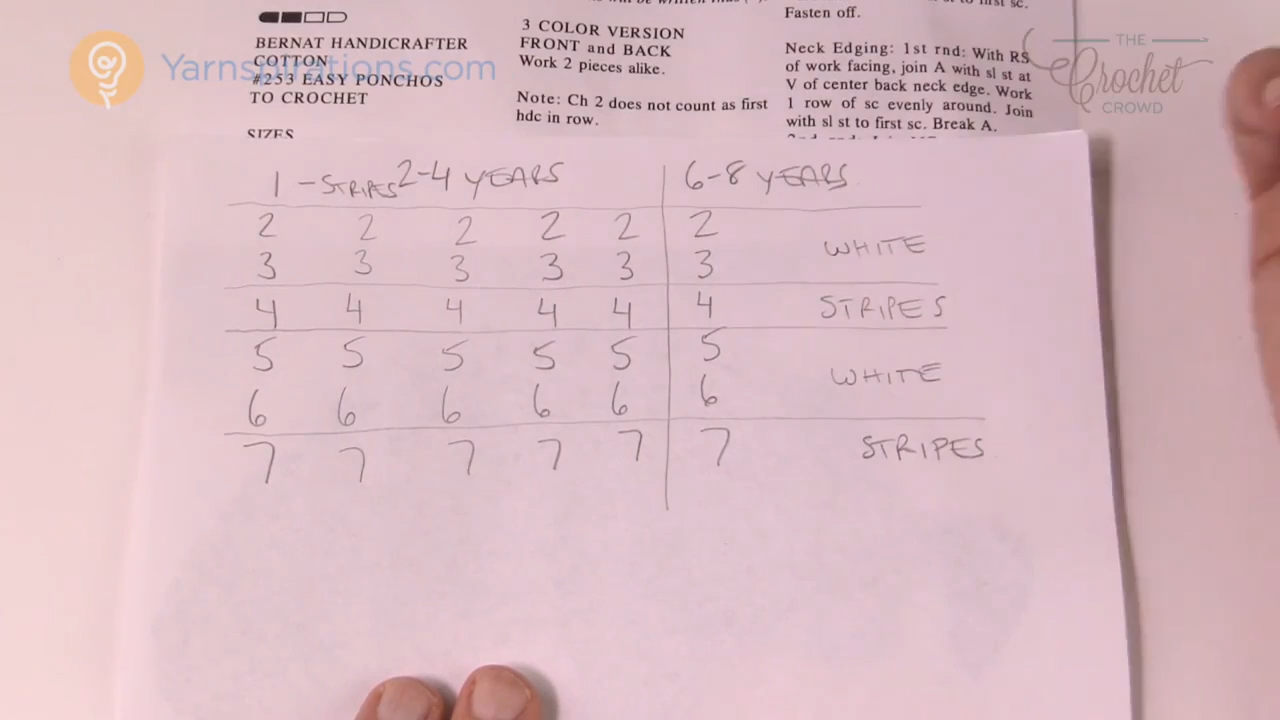 BERNAT HANDICRAFTER
COTTON
#253 EASY PONCHOS
TO CROCHET
SIZES
3 COLOR VERSION
FRONT and BACK
Work 2 pieces alike.
Note: Ch 2 does not count as first
hdc in row.
Fasten off.
Neck Edging: 1st rnd: With RS
of work facing, join A with sl st at
V of center back neck edge. Work
1 row of sc evenly around. Join
with sl st to first sc. Break A.
Yarnspirations.com
THE
Crochet
CROWD
1 - STRIPES 2-4 YEARS 6-8 YEARS
2 2 2 2 2 2
WHITE
3 3 3 3 3 3
4 4 4 4 4 4 STRIPES
5 5 5 5 5 5
WHITE
6 6 6 6 6 6
7 7 7 7 7 7 STRIPES